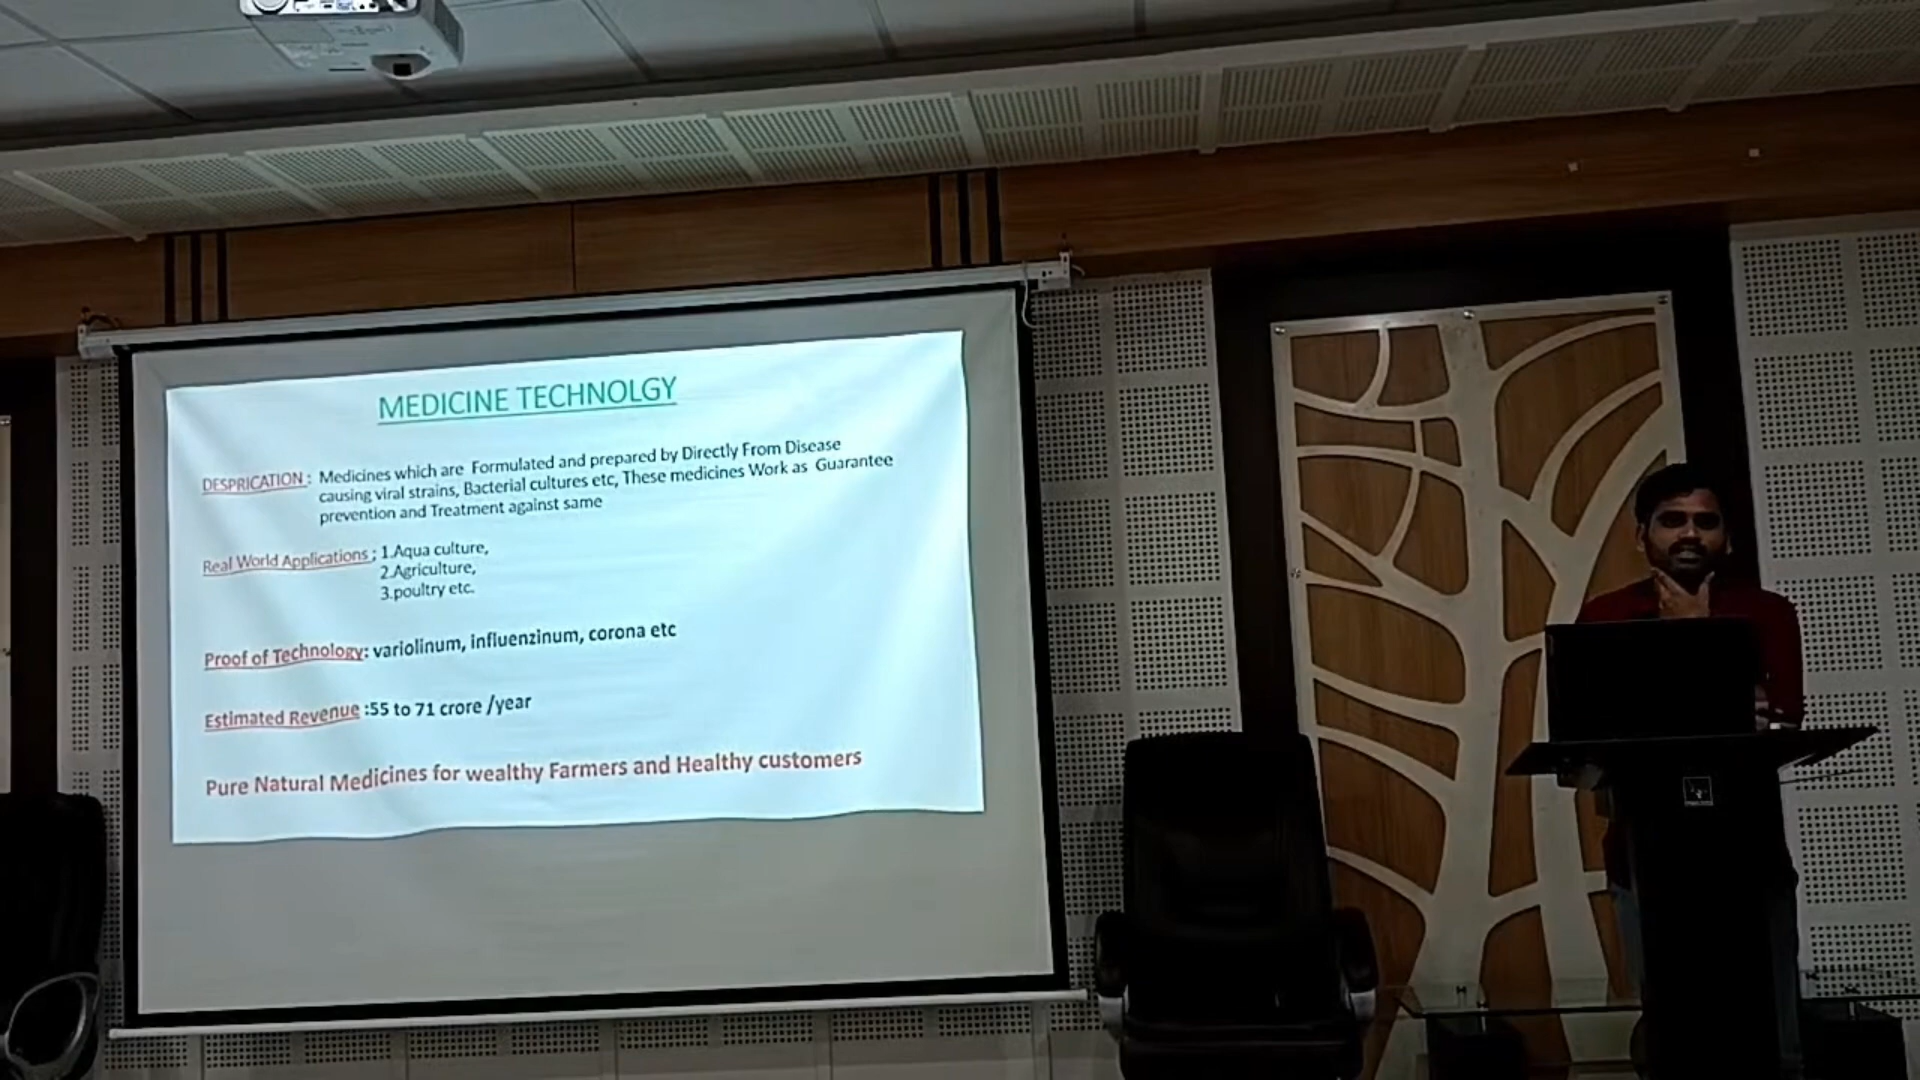 MEDICINE TECHNOLGY
DESPRICATION : Medicines which are Formulated and prepared by Directly From Disease
causing viral strains, Bacterial cultures etc, These medicines Work as Guarantee
prevention and Treatment against same
Real World Applications ; 1.Aqua culture,
2.Agriculture,
3.poultry etc.
Proof of Technology: variolinum, influenzinum, corona etc
Estimated Revenue :55 to 71 crore /year
Pure Natural Medicines for wealthy Farmers and Healthy customers